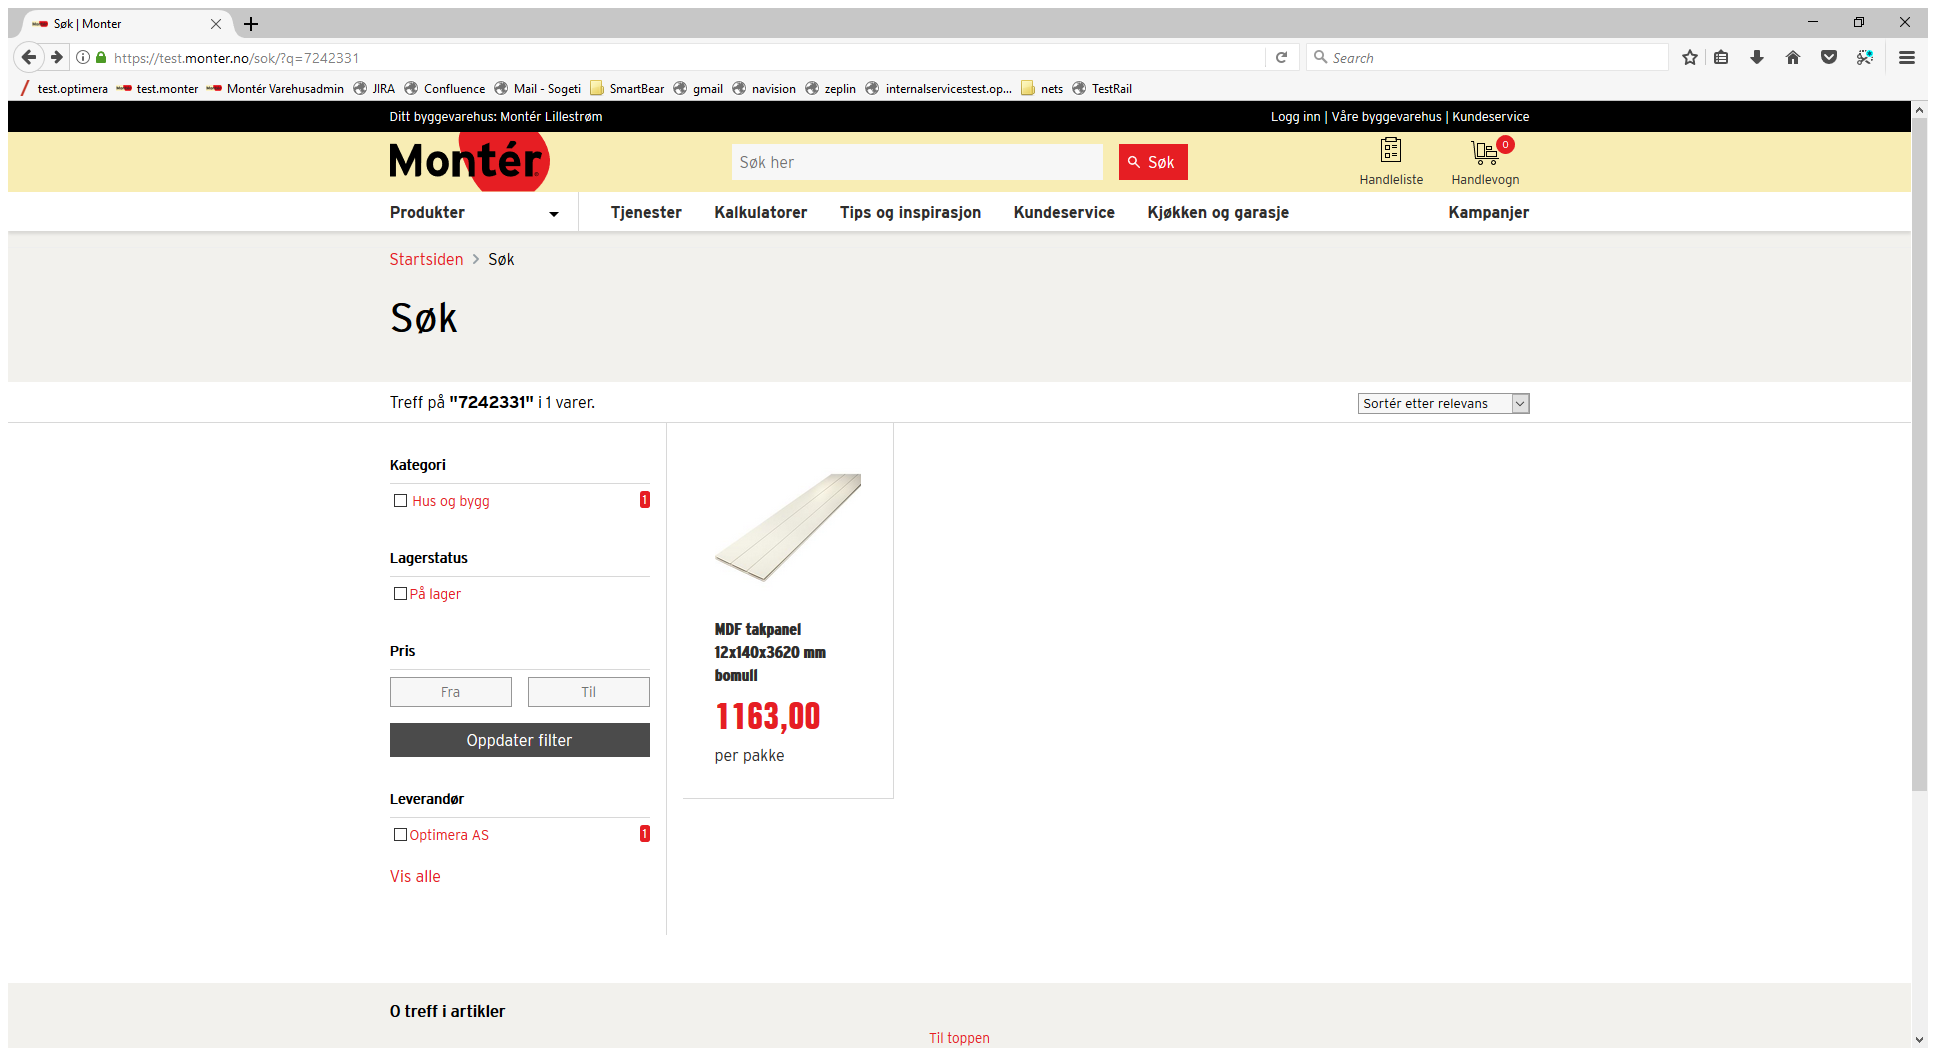 Søk | Monter
https://test.monter.no/sok/?q=7242331
Search
test.optimera test.monter Montér Varehusadmin JIRA Confluence Mail - Sogeti SmartBear gmail navision zeplin internalservicestest.op... nets TestRail
Ditt byggevarehus: Montér Lillestrøm
Logg inn | Våre byggevarehus | Kundeservice
Montér
Søk her
Søk
0
Handleliste
Handlevogn
Produkter
Tjenester
Kalkulatorer
Tips og inspirasjon
Kundeservice
Kjøkken og garasje
Kampanjer
Startsiden > Søk
Søk
Treff på "7242331" i 1 varer.
Sortér etter relevans
Kategori
Hus og bygg 1
Lagerstatus
På lager
Pris
Fra
Til
Oppdater filter
Leverandør
Optimera AS 1
Vis alle
MDF takpanel
12x140x3620 mm
bomull
1163,00
per pakke
0 treff i artikler
Til toppen